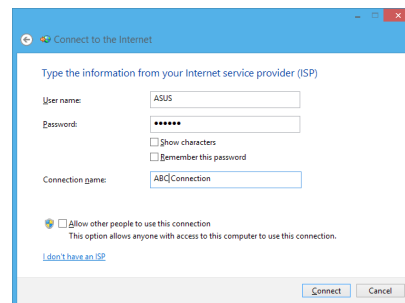 Connect to the Internet
Type the information from your Internet service provider (ISP)
User name: ASUS
Password: ••••••
Show characters
Remember this password
Connection name: ABC Connection
Allow other people to use this connection
This option allows anyone with access to this computer to use this connection.
I don't have an ISP
Connect Cancel